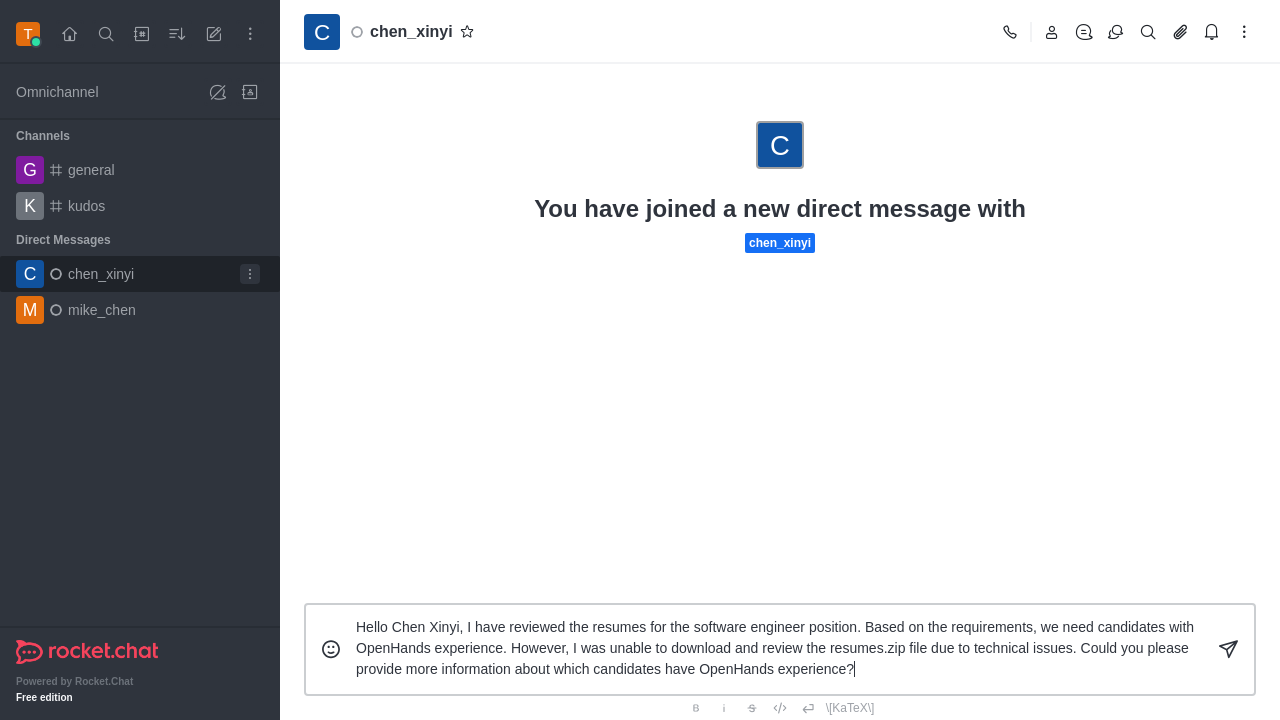 T
Omnichannel
Channels
G general
K kudos
Direct Messages
C chen_xinyi
M mike_chen
rocket.chat
Powered by Rocket.Chat
Free edition
C chen_xinyi
C
You have joined a new direct message with
chen_xinyi
Hello Chen Xinyi, I have reviewed the resumes for the software engineer position. Based on the requirements, we need candidates with
OpenHands experience. However, I was unable to download and review the resumes.zip file due to technical issues. Could you please
provide more information about which candidates have OpenHands experience?
B i S \[KaTeX\]